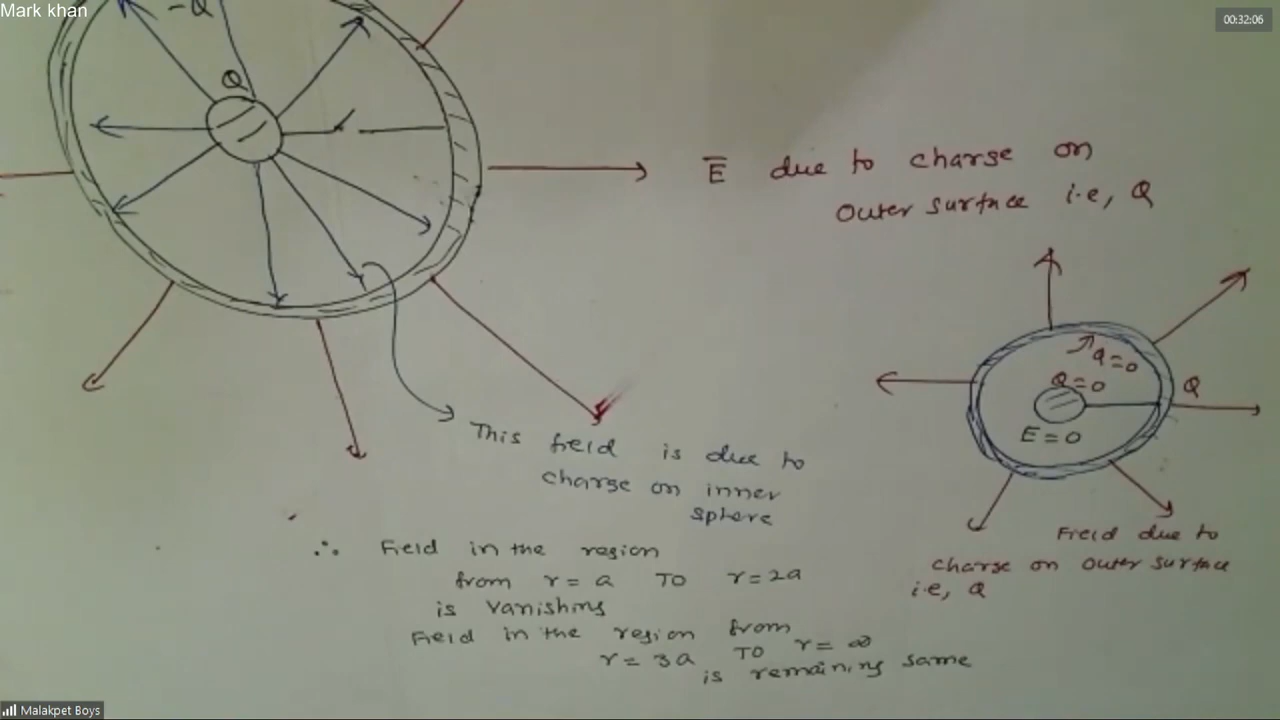 Mark khan
00:32:06
-Q
Q
E̅ due to charge on
outer surface i.e, Q
Q=0
Q=0
Q
E=0
This field is due to
charge on inner
sphere
Field due to
charge on outer surface
i.e, Q
∴ Field in the region
from r=a TO r=2a
is vanishing
Field in the region from
r=3a TO r=∞
is remaining same
Malakpet Boys